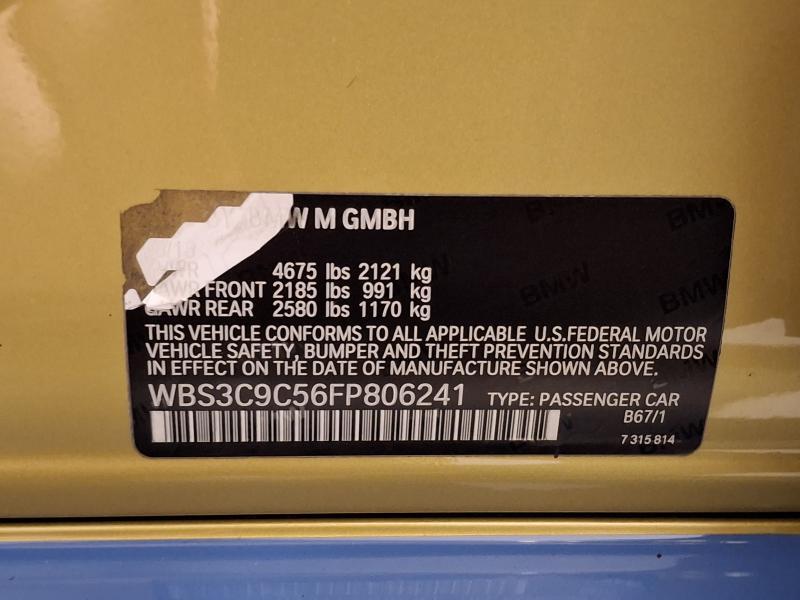 W M GMBH
4675 lbs 2121 kg
GAWR FRONT 2185 lbs 991 kg
GAWR REAR 2580 lbs 1170 kg
THIS VEHICLE CONFORMS TO ALL APPLICABLE U.S.FEDERAL MOTOR
VEHICLE SAFETY, BUMPER AND THEFT PREVENTION STANDARDS
IN EFFECT ON THE DATE OF MANUFACTURE SHOWN ABOVE.
WBS3C9C56FP806241 TYPE: PASSENGER CAR
B67/1
7 315 814